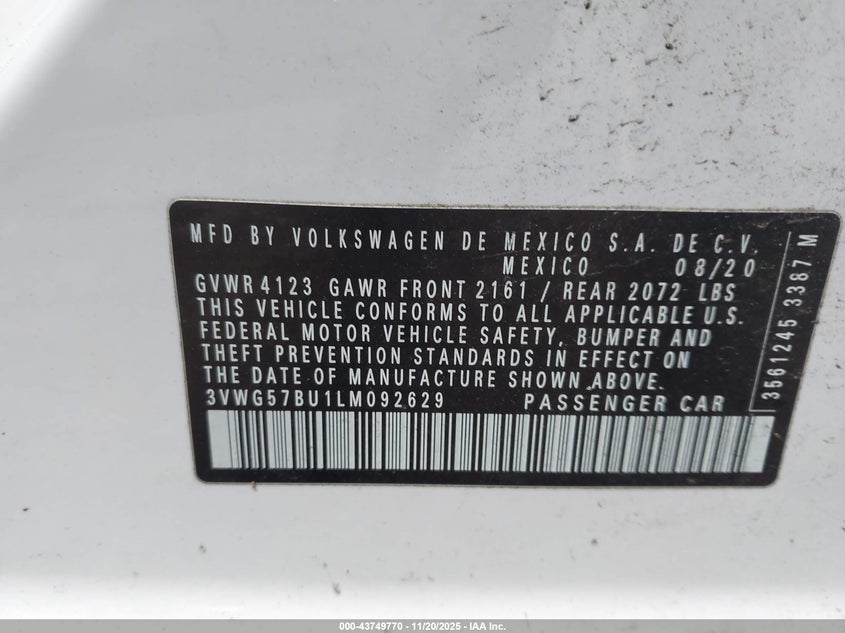 MFD BY VOLKSWAGEN DE MEXICO S.A. DE C.V.
MEXICO 08/20
GVWR 4123 GAWR FRONT 2161 / REAR 2072 LBS
THIS VEHICLE CONFORMS TO ALL APPLICABLE U.S.
FEDERAL MOTOR VEHICLE SAFETY, BUMPER AND
THEFT PREVENTION STANDARDS IN EFFECT ON
THE DATE OF MANUFACTURE SHOWN ABOVE.
3VWG57BU1LM092629 PASSENGER CAR
3561245 3387 M
000-43749770 - 11/20/2025 - IAA Inc.